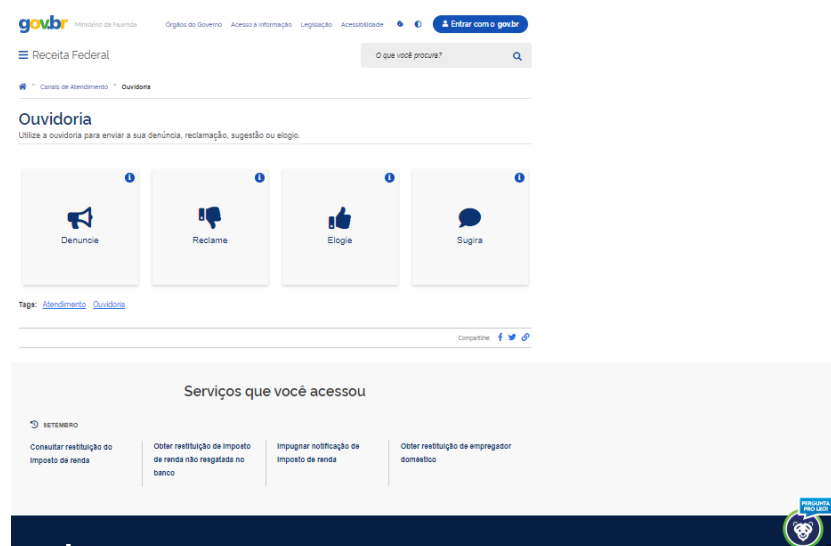 gov.br Ministério da Fazenda Órgãos do Governo Acesso à Informação Legislação Acessibilidade Entrar com o gov.br
Receita Federal O que você procura?
Canais de Atendimento Ouvidoria
Ouvidoria
Utilize a ouvidoria para enviar a sua denúncia, reclamação, sugestão ou elogio.
Denuncie Reclame Elogie Sugira
Tags: Atendimento Ouvidoria
Compartilhe
Serviços que você acessou
SETEMBRO
Consultar restituição do
imposto de renda
Obter restituição de imposto
de renda não resgatada no
banco
Impugnar notificação de
imposto de renda
Obter restituição de empregador
doméstico
PERGUNTA
PRO LEO!